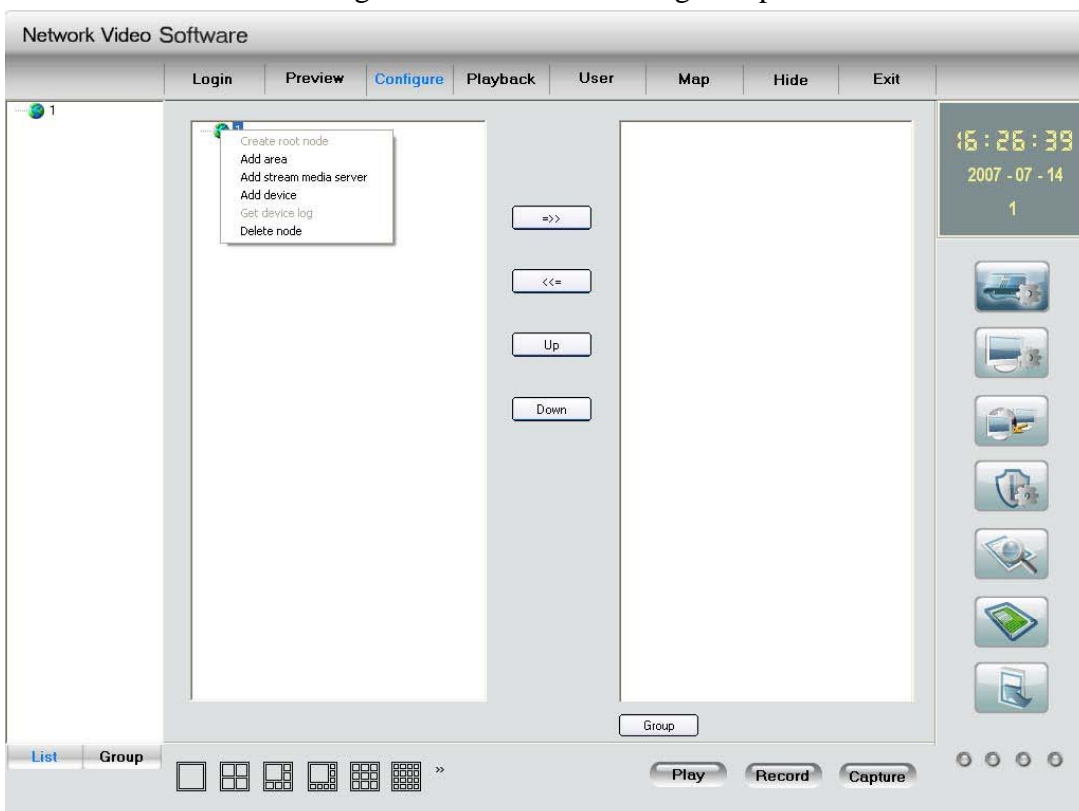 Network Video Software
Login Preview Configure Playback User Map Hide Exit
1
1
Create root node
Add area
Add stream media server
Add device
Get device log
Delete node
=>>
<<=
Up
Down
16:26:39
2007 - 07 - 14
1
Group
List Group
»
Play Record Capture